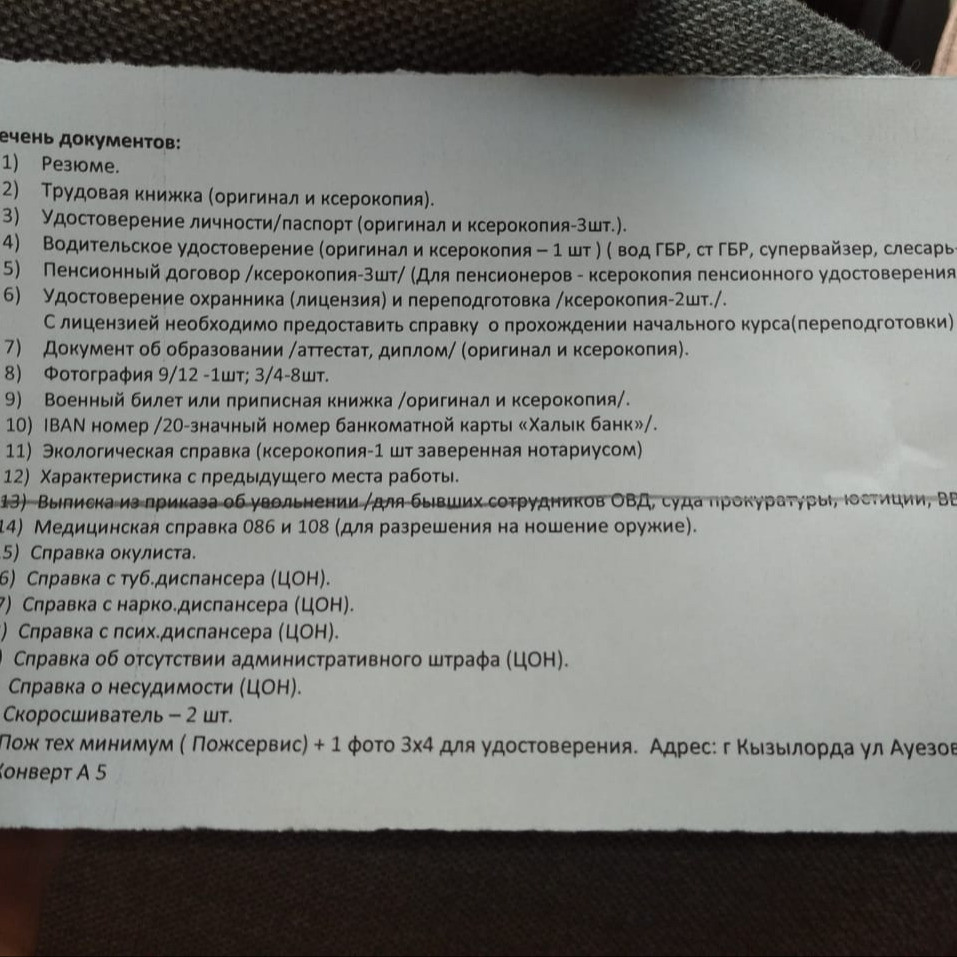 ечень документов:
1) Резюме.
2) Трудовая книжка (оригинал и ксерокопия).
3) Удостоверение личности/паспорт (оригинал и ксерокопия-3шт.).
4) Водительское удостоверение (оригинал и ксерокопия – 1 шт ) ( вод ГБР, ст ГБР, супервайзер, слесарь-
5) Пенсионный договор /ксерокопия-3шт/ (Для пенсионеров - ксерокопия пенсионного удостоверения
6) Удостоверение охранника (лицензия) и переподготовка /ксерокопия-2шт./.
С лицензией необходимо предоставить справку о прохождении начального курса(переподготовки)
7) Документ об образовании /аттестат, диплом/ (оригинал и ксерокопия).
8) Фотография 9/12 -1шт; 3/4-8шт.
9) Военный билет или приписная книжка /оригинал и ксерокопия/.
10) IBAN номер /20-значный номер банкоматной карты «Халык банк»/.
11) Экологическая справка (ксерокопия-1 шт заверенная нотариусом)
12) Характеристика с предыдущего места работы.
13) Выписка из приказа об увольнении /для бывших сотрудников ОВД, суда прокуратуры, юстиции, ВВ
14) Медицинская справка 086 и 108 (для разрешения на ношение оружие).
5) Справка окулиста.
6) Справка с туб.диспансера (ЦОН).
7) Справка с нарко.диспансера (ЦОН).
) Справка с псих.диспансера (ЦОН).
) Справка об отсутствии административного штрафа (ЦОН).
Справка о несудимости (ЦОН).
Скоросшиватель – 2 шт.
Пож тех минимум ( Пожсервис) + 1 фото 3х4 для удостоверения. Адрес: г Кызылорда ул Ауезов
Конверт А 5